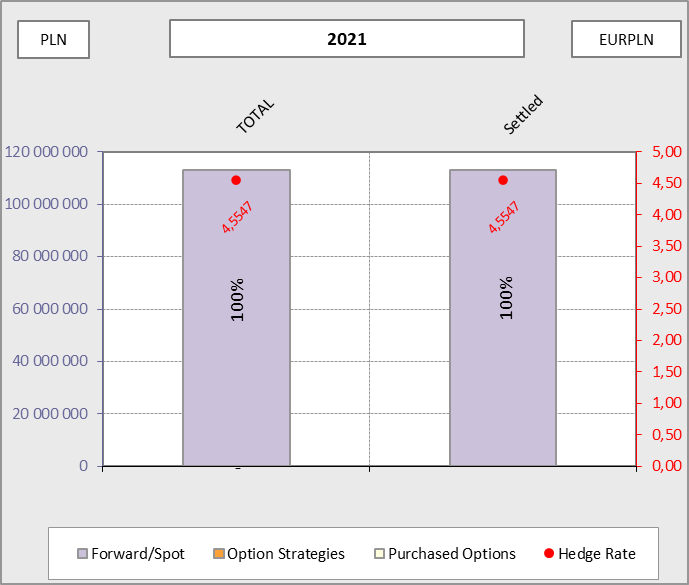 PLN
2021
EURPLN
TOTAL
Settled
120 000 000
100 000 000
80 000 000
60 000 000
40 000 000
20 000 000
0
4,5547
100%
4,5547
100%
5,00
4,50
4,00
3,50
3,00
2,50
2,00
1,50
1,00
0,50
0,00
-
Forward/Spot Option Strategies Purchased Options Hedge Rate